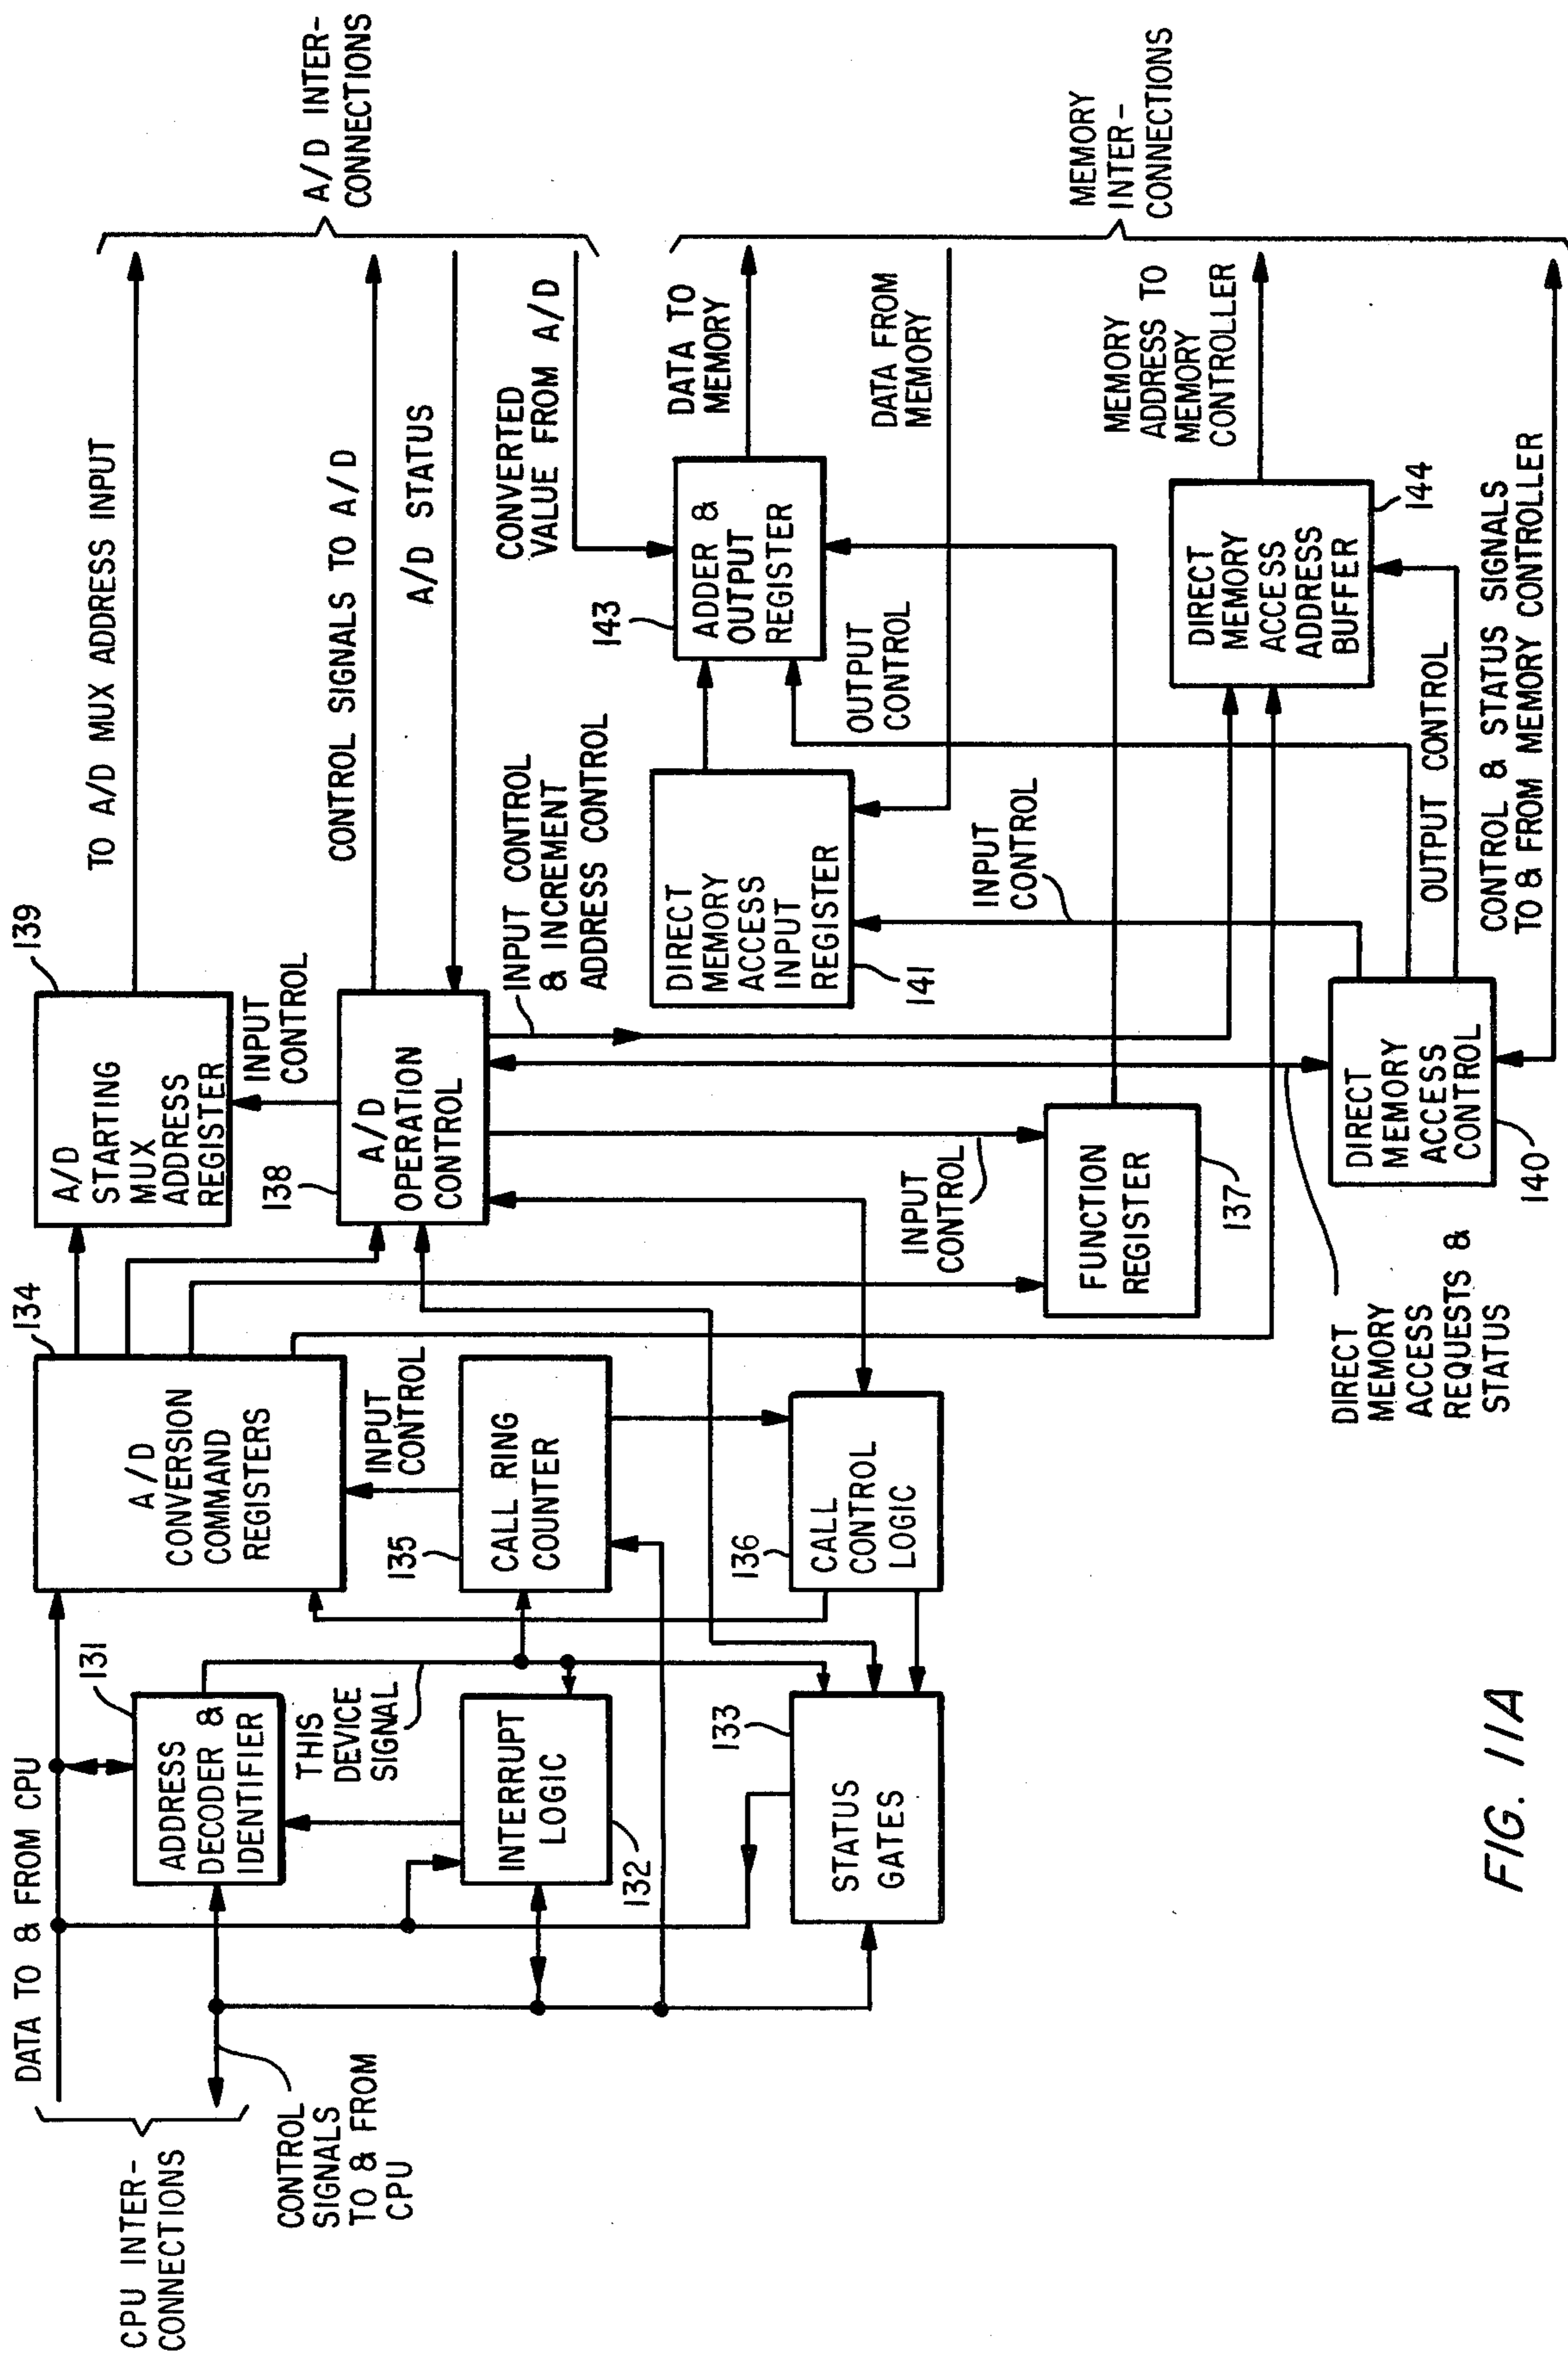 CPU INTER-
CONNECTIONS
DATA TO & FROM CPU
CONTROL
SIGNALS
TO & FROM
CPU
131
ADDRESS
DECODER &
IDENTIFIER
THIS
DEVICE
SIGNAL
INTERRUPT
LOGIC
132
133
STATUS
GATES
134
A/D
CONVERSION
COMMAND
REGISTERS
INPUT
CONTROL
135
CALL RING
COUNTER
136
CALL
CONTROL
LOGIC
139
A/D
STARTING
MUX
ADDRESS
REGISTER
INPUT
CONTROL
138
A/D
OPERATION
CONTROL
INPUT CONTROL
& INCREMENT
ADDRESS CONTROL
INPUT
CONTROL
FUNCTION
REGISTER
137
DIRECT
MEMORY
ACCESS
REQUESTS &
STATUS
DIRECT
MEMORY
ACCESS
CONTROL
140
DIRECT
MEMORY
ACCESS
INPUT
REGISTER
141
INPUT
CONTROL
OUTPUT
CONTROL
OUTPUT CONTROL
143
ADDER &
OUTPUT
REGISTER
DIRECT
MEMORY
ACCESS
ADDRESS
BUFFER
144
TO A/D MUX ADDRESS INPUT
CONTROL SIGNALS TO A/D
A/D STATUS
CONVERTED
VALUE FROM A/D
DATA TO
MEMORY
DATA FROM
MEMORY
MEMORY
ADDRESS TO
MEMORY
CONTROLLER
CONTROL & STATUS SIGNALS
TO & FROM MEMORY CONTROLLER
A/D INTER-
CONNECTIONS
MEMORY
INTER-
CONNECTIONS
FIG. 11A